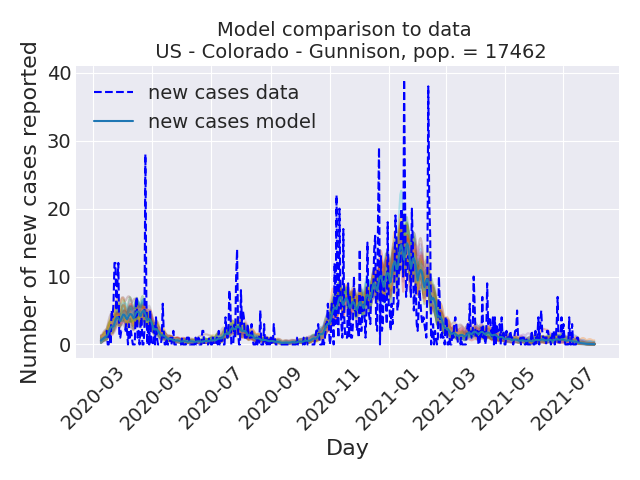 Model comparison to data
US - Colorado - Gunnison, pop. = 17462
Number of new cases reported
40
30
20
10
0
new cases data
new cases model
2020-03
2020-05
2020-07
2020-09
2020-11
2021-01
2021-03
2021-05
2021-07
Day